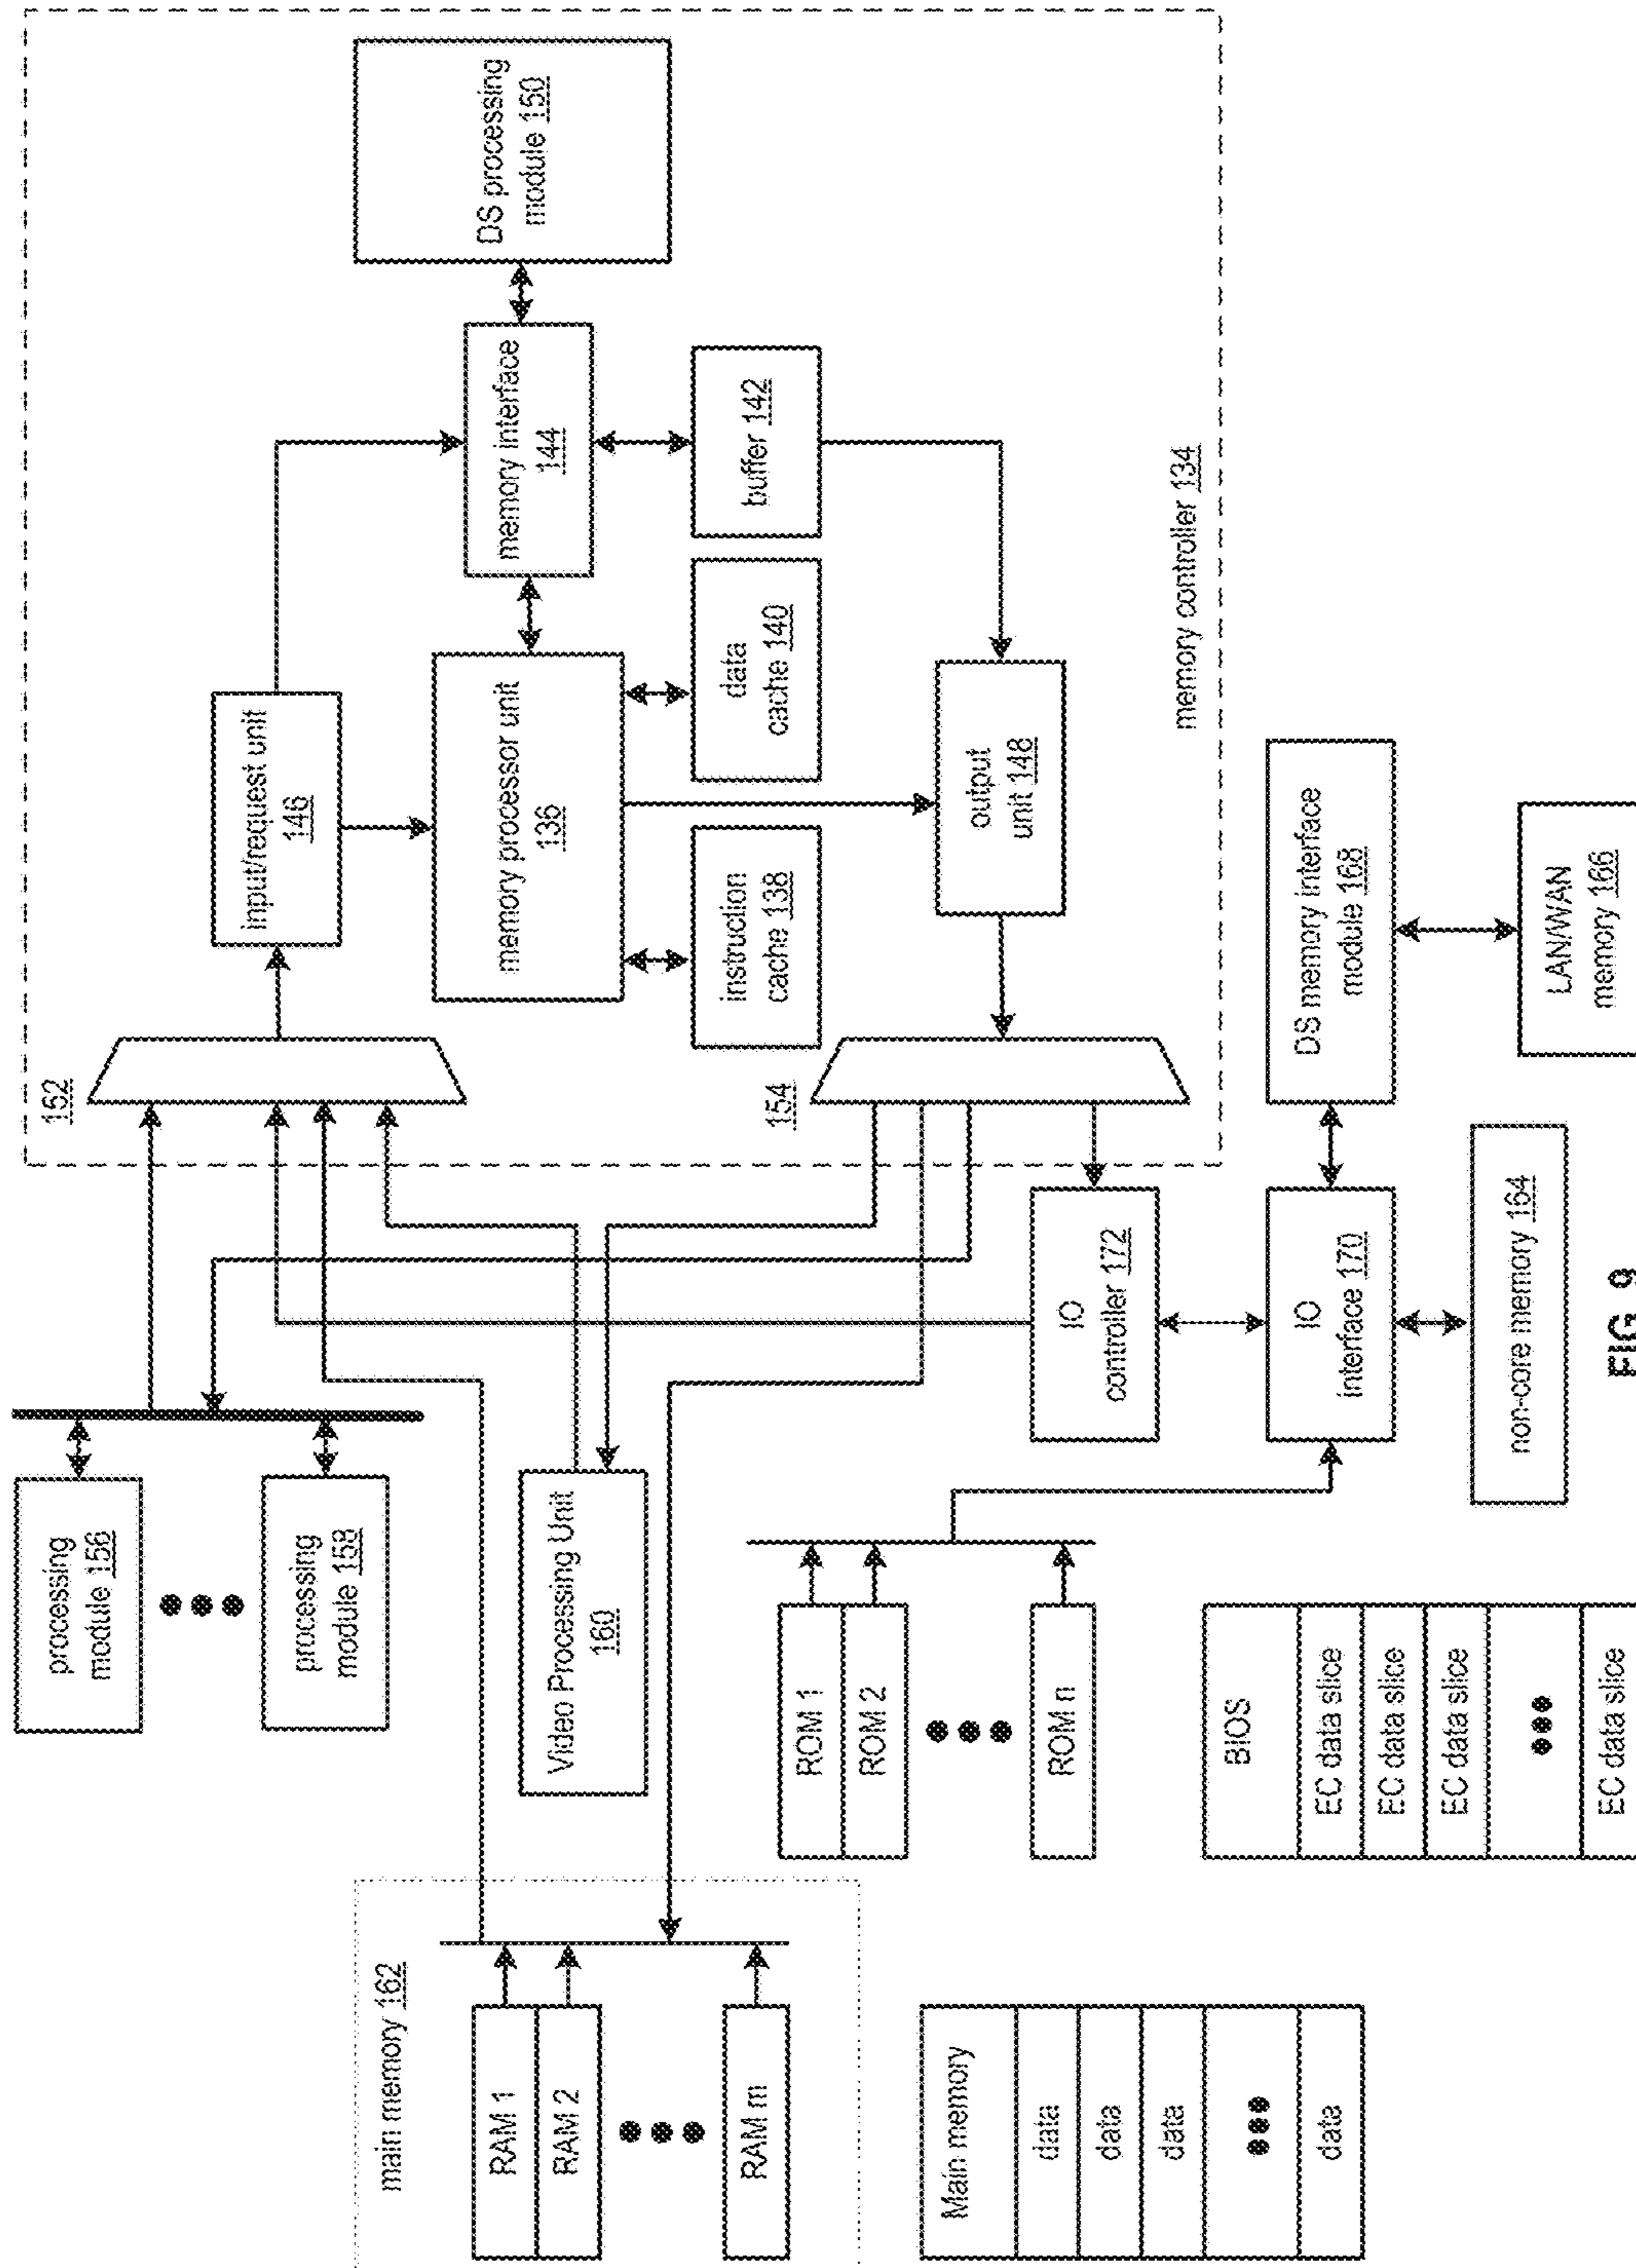 processing
module 156
processing
module 158
152
input/request unit
146
main memory 162
RAM 1
RAM 2
RAM m
Video Processing Unit
160
memory processor unit
136
memory interface
144
DS processing
module 150
instruction
cache 138
data
cache 140
buffer 142
154
output
unit 148
memory controller 134
ROM 1
ROM 2
ROM n
IO
controller 172
IO
interface 170
DS memory interface
module 168
non-core memory 164
LAN/WAN
memory 166
Main memory
data
data
data
data
BIOS
EC data slice
EC data slice
EC data slice
EC data slice
FIG. 9